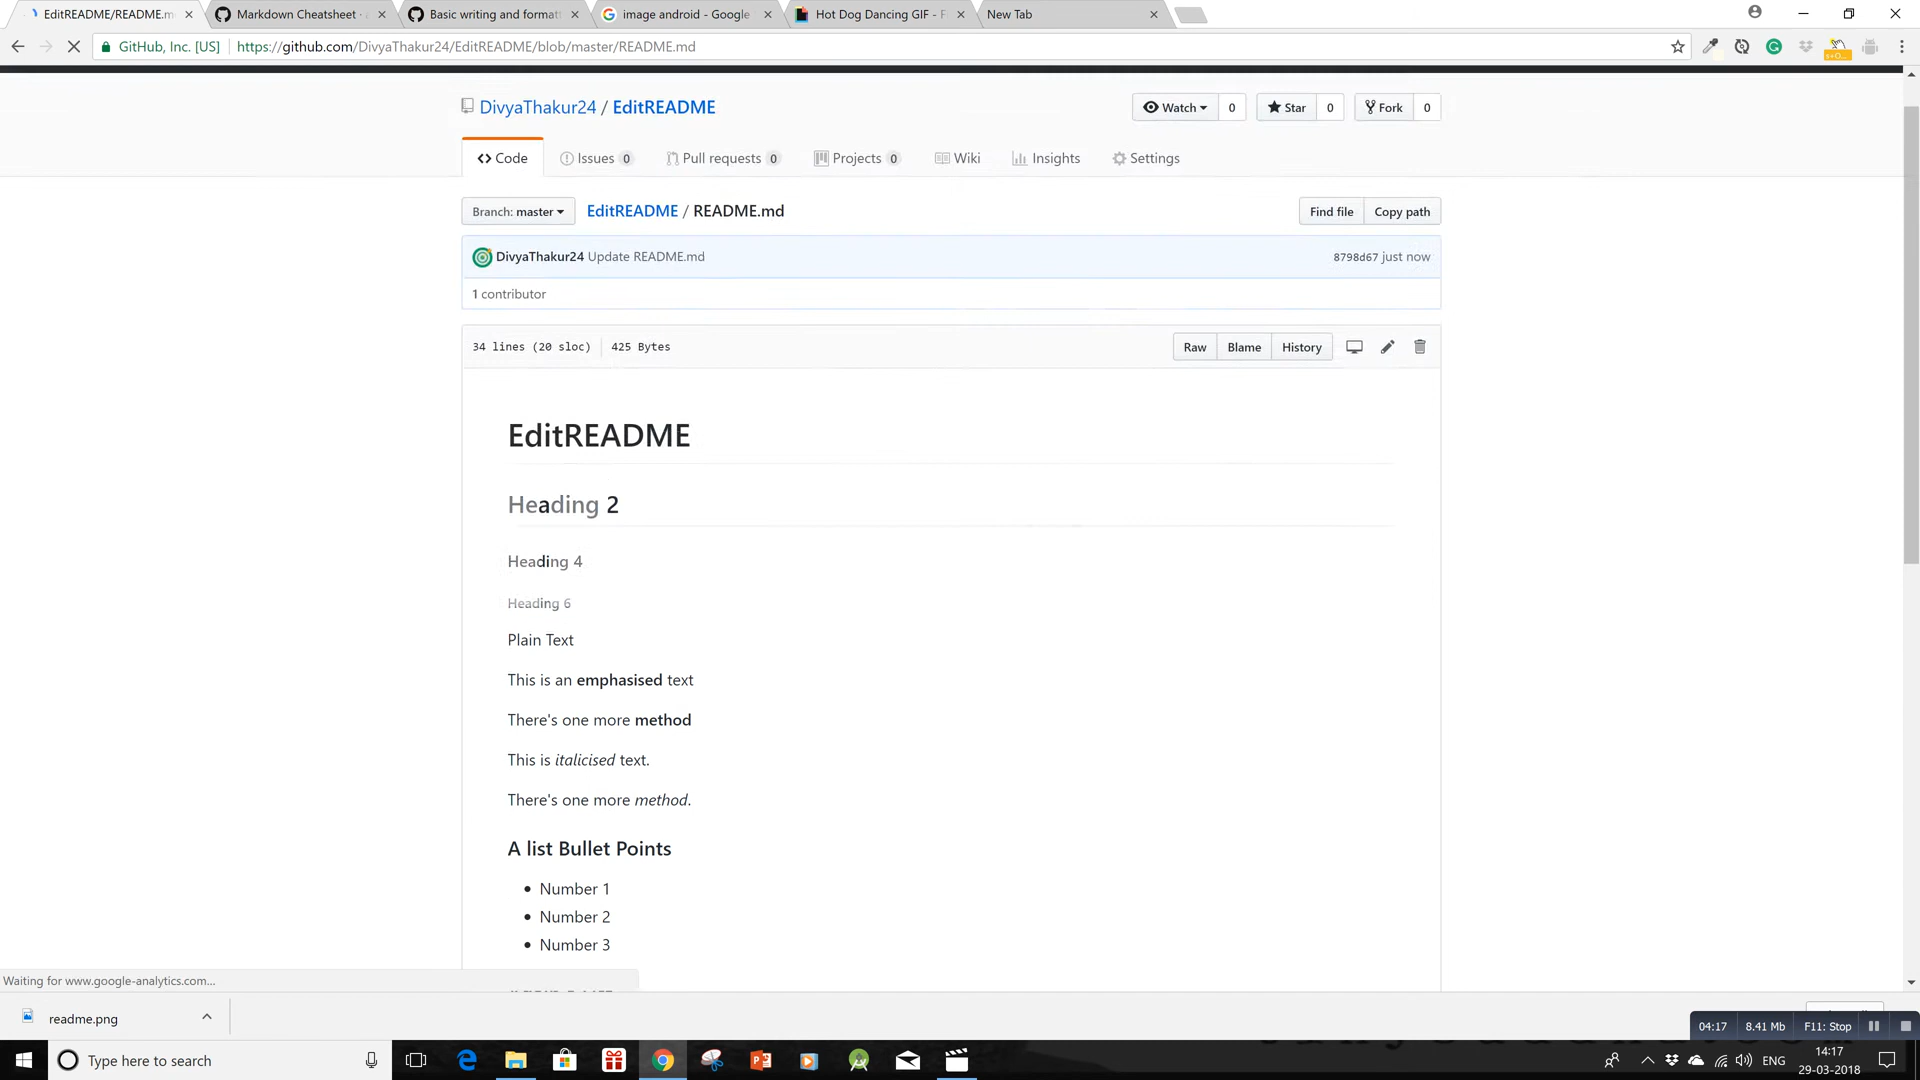 EditREADME/README.m
Markdown Cheatsheet ·
Basic writing and formatt
image android - Google
Hot Dog Dancing GIF - F
New Tab
GitHub, Inc. [US]
https://github.com/DivyaThakur24/EditREADME/blob/master/README.md
DivyaThakur24 / EditREADME
Watch 0
Star 0
Fork 0
Code
Issues 0
Pull requests 0
Projects 0
Wiki
Insights
Settings
Branch: master
EditREADME / README.md
Find file
Copy path
DivyaThakur24 Update README.md
8798d67 just now
1 contributor
34 lines (20 sloc)
425 Bytes
Raw
Blame
History
EditREADME
Heading 2
Heading 4
Heading 6
Plain Text
This is an emphasised text
There's one more method
This is italicised text.
There's one more method.
A list Bullet Points
• Number 1
• Number 2
• Number 3
Waiting for www.google-analytics.com...
readme.png
04:17
8.41 Mb
F11: Stop
Type here to search
ENG
14:17
29-03-2018